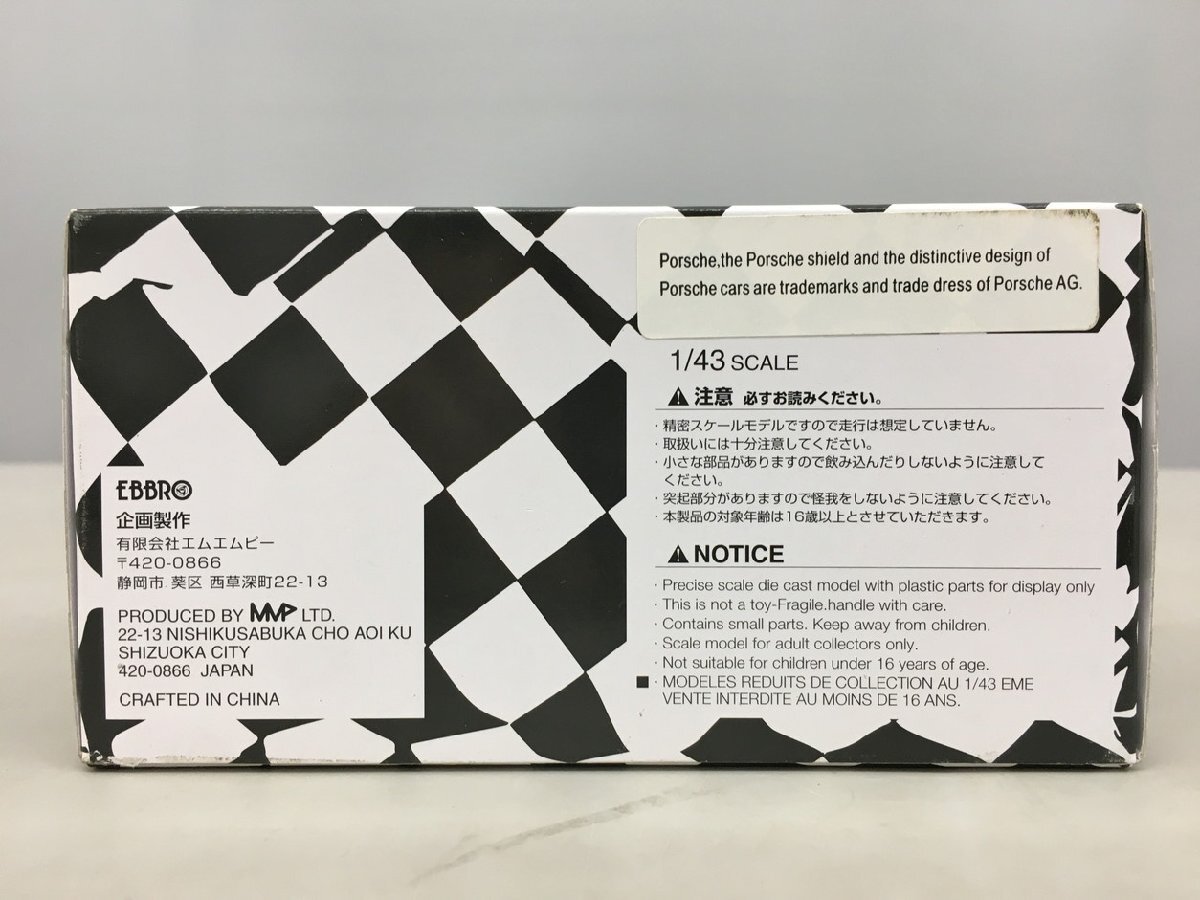 Porsche,the Porsche shield and the distinctive design of
Porsche cars are trademarks and trade dress of Porsche AG.
1/43 SCALE
注意 必ずお読みください。
・精密スケールモデルですので走行は想定していません。
・取扱いには十分注意してください。
・小さな部品がありますので飲み込んだりしないように注意して
ください。
・突起部分がありますので怪我をしないように注意してください。
・本製品の対象年齢は16歳以上とさせていただきます。
NOTICE
・Precise scale die cast model with plastic parts for display only
・This is not a toy-Fragile.handle with care.
・Contains small parts. Keep away from children.
・Scale model for adult collectors only.
・Not suitable for children under 16 years of age.
・MODELES REDUITS DE COLLECTION AU 1/43 EME
VENTE INTERDITE AU MOINS DE 16 ANS.
EBBRO
企画製作
有限会社エムエムピー
〒420-0866
静岡市 葵区 西草深町22-13
PRODUCED BY MMP LTD.
22-13 NISHIKUSABUKA CHO AOI KU
SHIZUOKA CITY
420-0866 JAPAN
CRAFTED IN CHINA